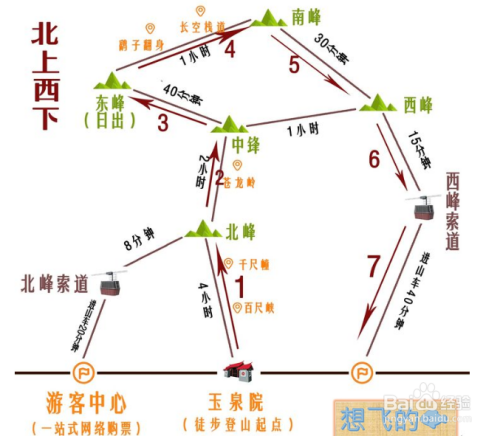 北上西下
南峰
长空栈道
鹞子翻身
1小时
4
30分钟
5
东峰
(日出)
40分钟
3
中锋
1小时
西峰
2小时
2
苍龙岭
15分钟
6
西峰索道
北峰
8分钟
北峰索道
千尺幢
1
百尺峡
4小时
7
进山车40分钟
进山车20分钟
游客中心
(一站式网络购票)
玉泉院
(徒步登山起点)
想飞的
Baidu经验